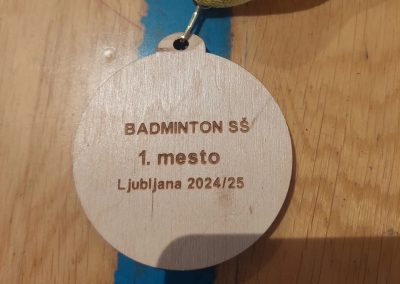 BADMINTON SŠ
1. mesto
Ljubljana 2024/25